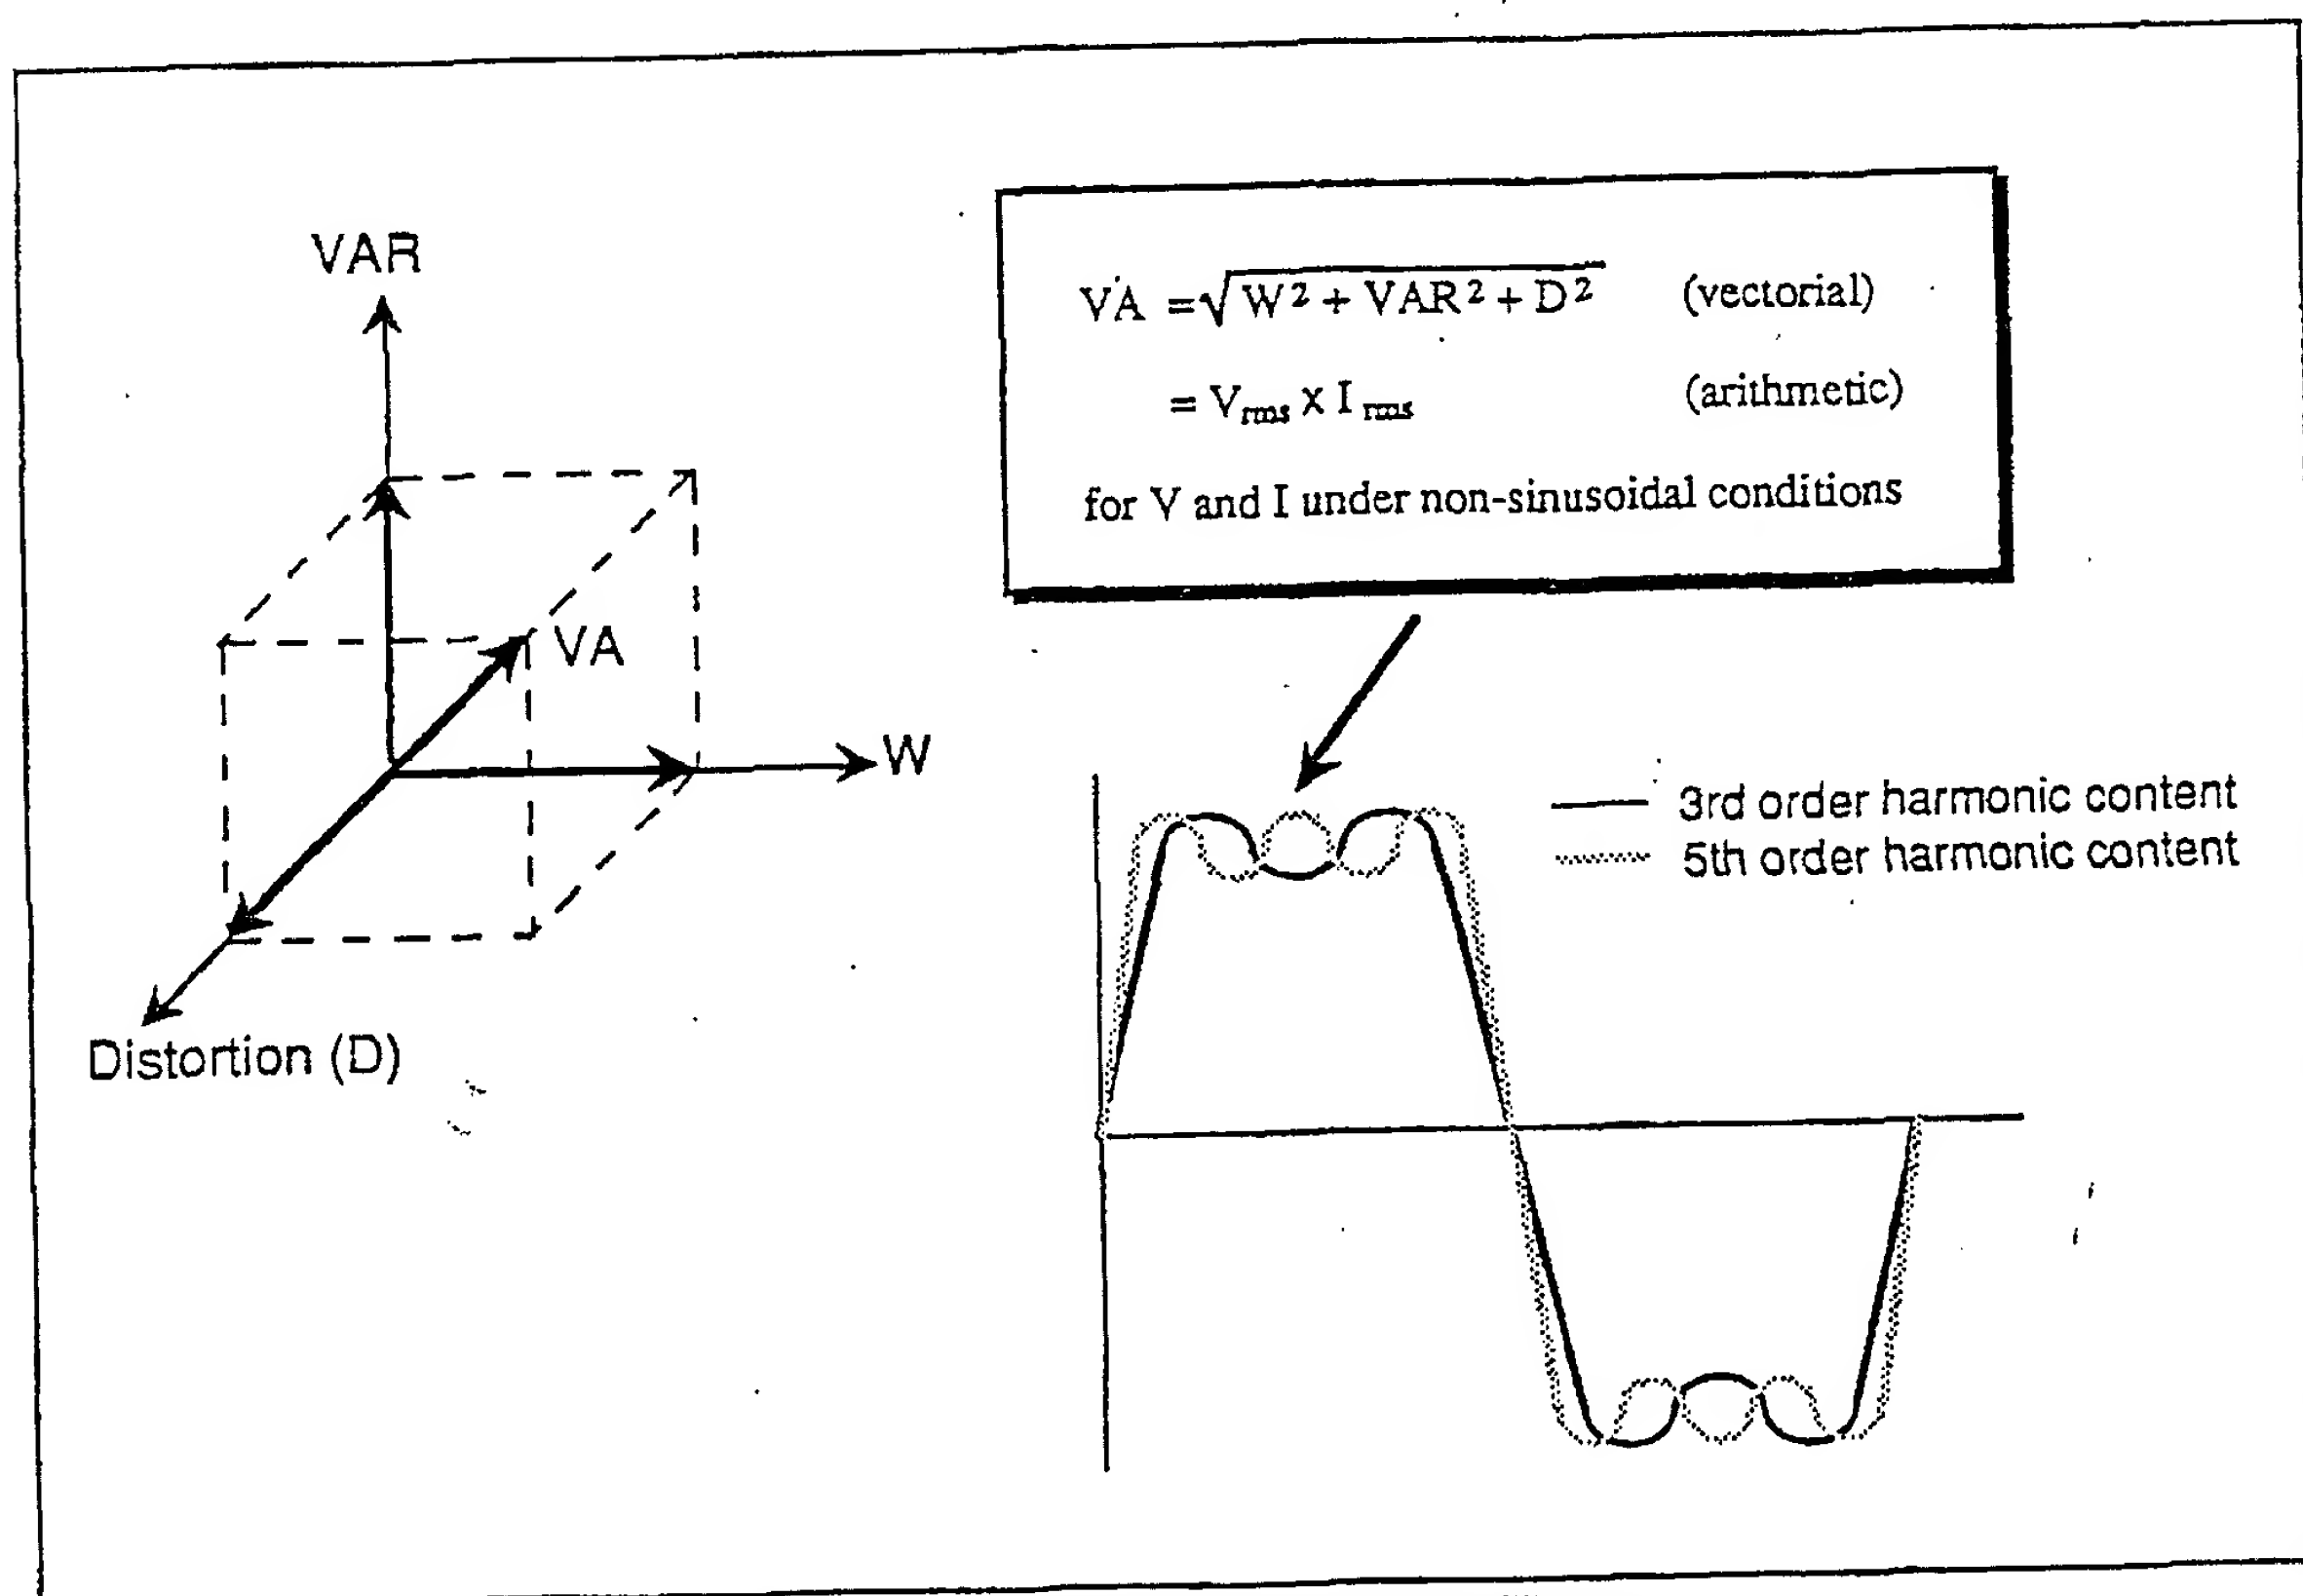 VAR
VA
W
Distortion (D)
VA = √W² + VAR² + D² (vectorial)
= Vrms x Irms (arithmetic)
for V and I under non-sinusoidal conditions
3rd order harmonic content
5th order harmonic content